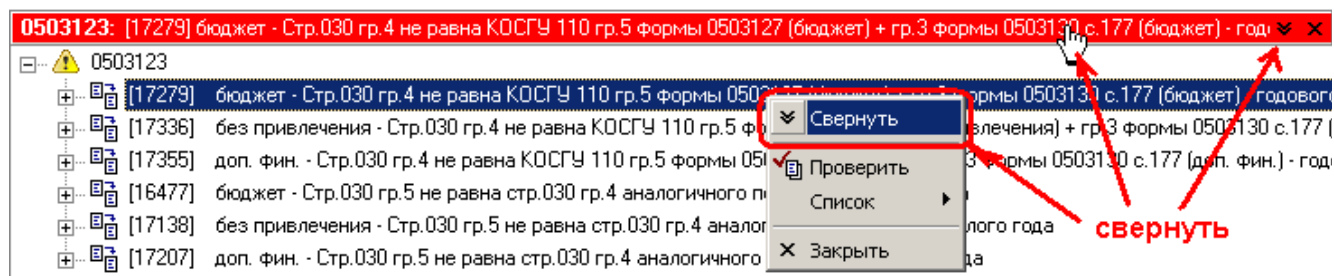 0503123: [17279] бюджет - Стр.030 гр.4 не равна КОСГУ 110 гр.5 формы 0503127 (бюджет) + гр.3 формы 0503130 с.177 (бюджет) - годо
0503123
[17279] бюджет - Стр.030 гр.4 не равна КОСГУ 110 гр.5 формы 0503 формы 0503130 с.177 (бюджет) - годового
[17336] без привлечения - Стр.030 гр.4 не равна КОСГУ 110 гр.5 фо влечения) + гр.3 формы 0503130 с.177 (
[17355] доп. фин. - Стр.030 гр.4 не равна КОСГУ 110 гр.5 формы 05 3 формы 0503130 с.177 (доп. фин.) - годо
[16477] бюджет - Стр.030 гр.5 не равна стр.030 гр.4 аналогичного п
[17138] без привлечения - Стр.030 гр.5 не равна стр.030 гр.4 аналог лого года
[17207] доп. фин. - Стр.030 гр.5 не равна стр.030 гр.4 аналогичного да
Свернуть
Проверить
Список
Закрыть
свернуть